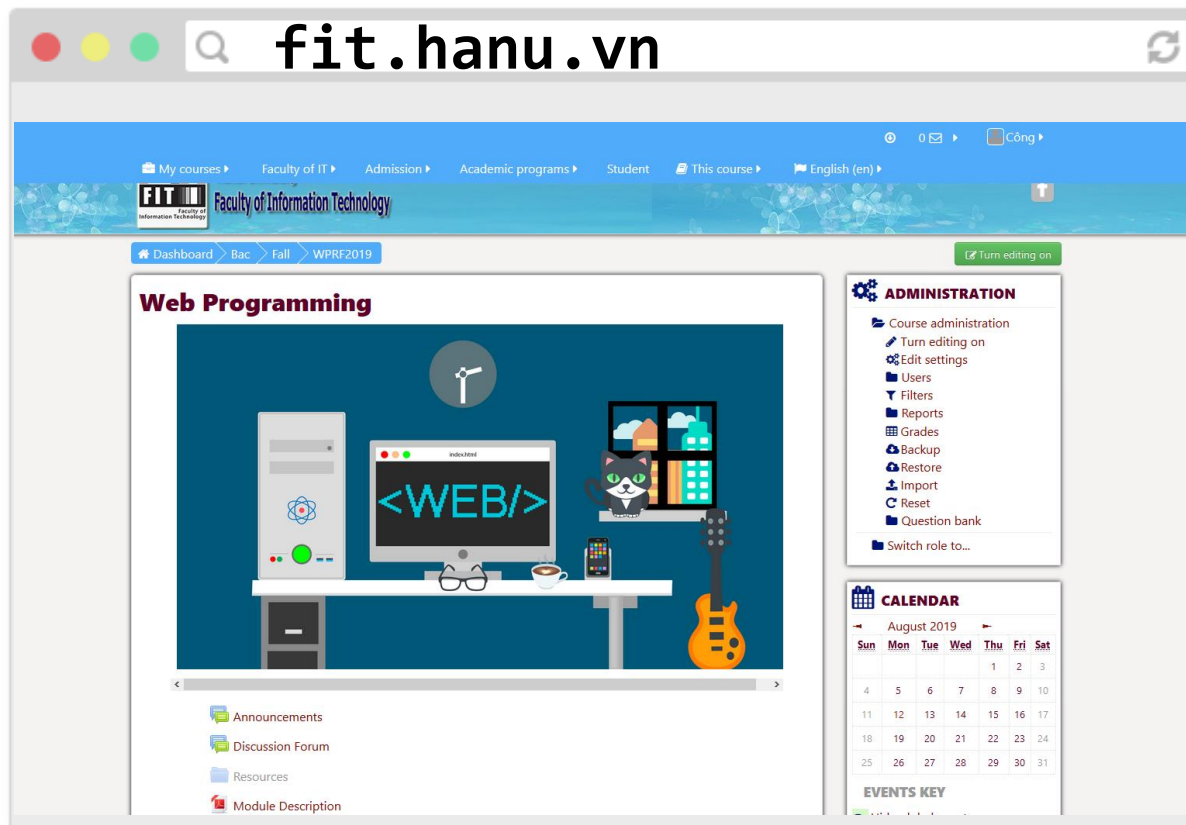 fit.hanu.vn
0 Công
My courses Faculty of IT Admission Academic programs Student This course English (en)
FIT
Faculty of
Information Technology
Faculty of Information Technology
Dashboard Bac Fall WPRF2019
Turn editing on
Web Programming
index.html
<WEB/>
Announcements
Discussion Forum
Resources
Module Description
ADMINISTRATION
Course administration
Turn editing on
Edit settings
Users
Filters
Reports
Grades
Backup
Restore
Import
Reset
Question bank
Switch role to...
CALENDAR
August 2019
Sun Mon Tue Wed Thu Fri Sat
1 2 3
4 5 6 7 8 9 10
11 12 13 14 15 16 17
18 19 20 21 22 23 24
25 26 27 28 29 30 31
EVENTS KEY